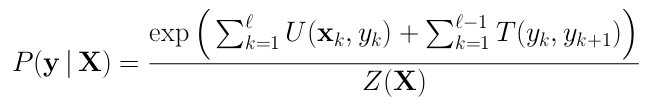 P(𝐲 | 𝐗) = exp ( ∑_{k=1}^{ℓ} U(𝐱_k, y_k) + ∑_{k=1}^{ℓ−1} T(y_k, y_{k+1}) ) / Z(𝐗)